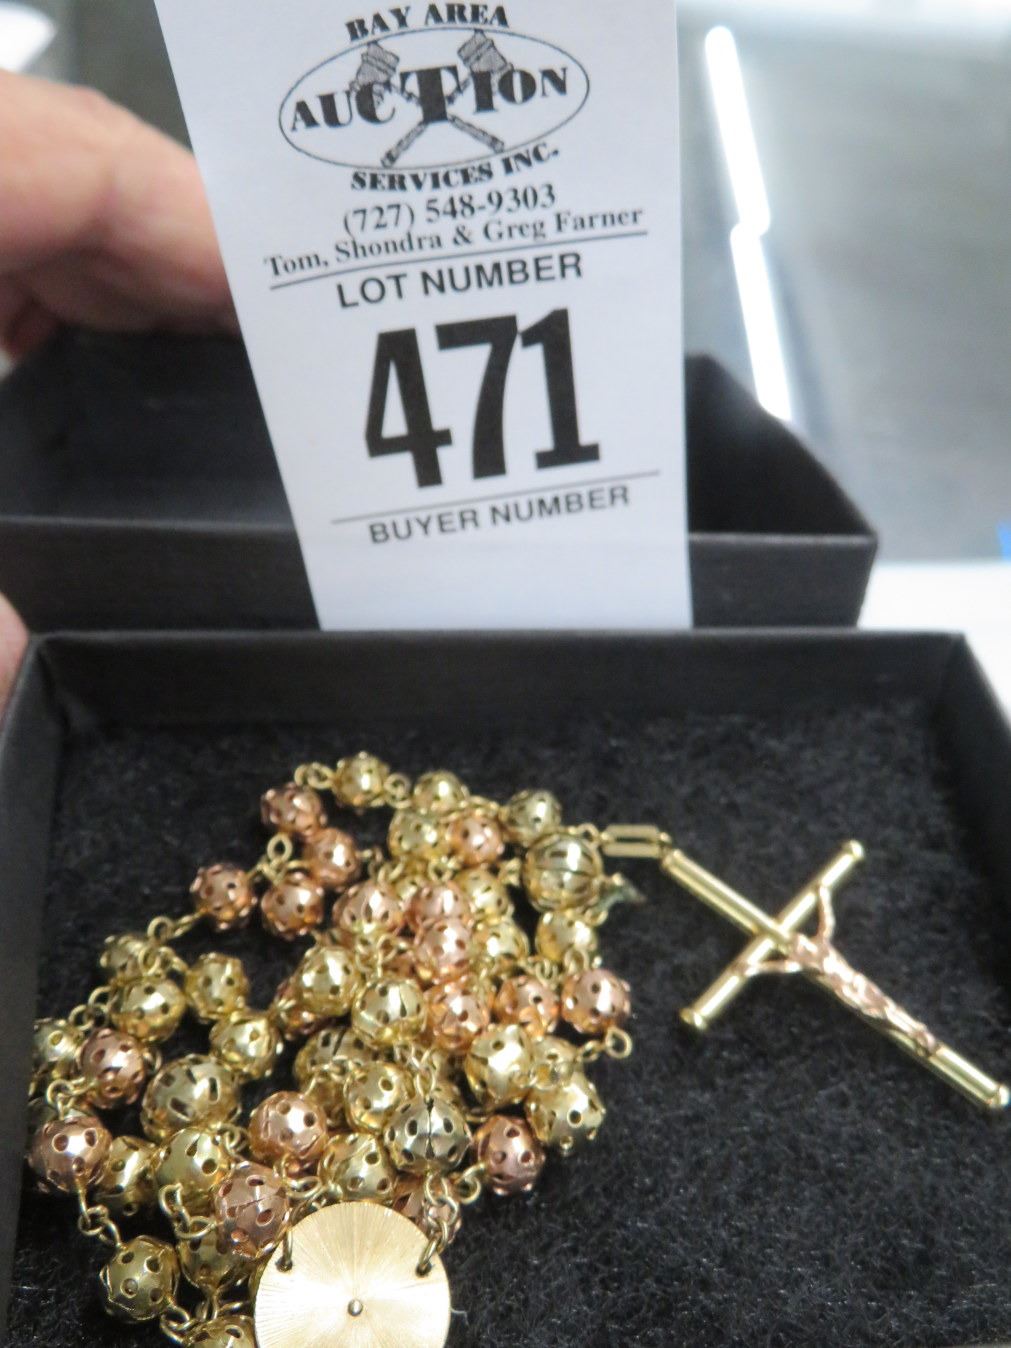 BAY AREA
AUCTION
SERVICES INC.
(727) 548-9303
Tom, Shondra & Greg Farner
LOT NUMBER
471
BUYER NUMBER